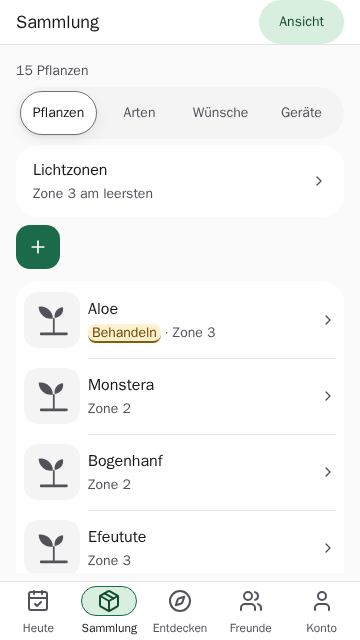 Sammlung
Ansicht
15 Pflanzen
Pflanzen
Arten
Wünsche
Geräte
Lichtzonen
Zone 3 am leersten
Aloe
Behandeln · Zone 3
Monstera
Zone 2
Bogenhanf
Zone 2
Efeutute
Zone 3
Heute
Sammlung
Entdecken
Freunde
Konto